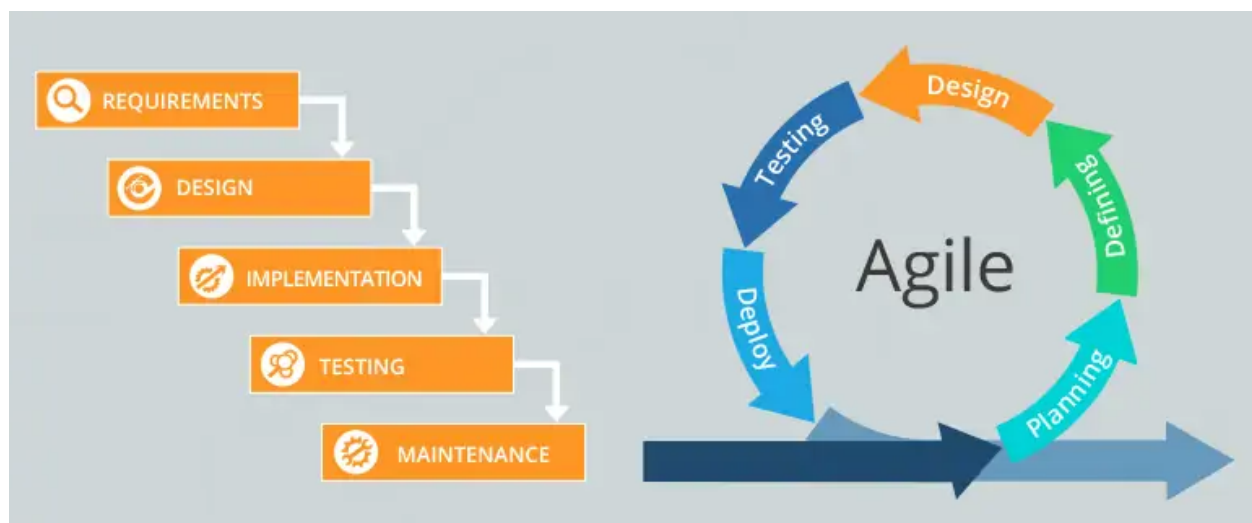 REQUIREMENTS
DESIGN
IMPLEMENTATION
TESTING
MAINTENANCE
Agile
Planning
Defining
Design
Testing
Deploy